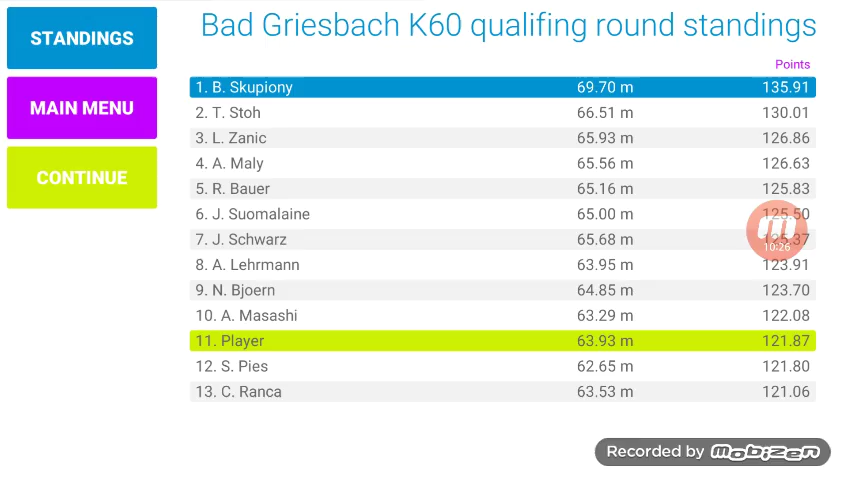 STANDINGS
MAIN MENU
CONTINUE
Bad Griesbach K60 qualifing round standings
Points
1. B. Skupiony 69.70 m 135.91
2. T. Stoh 66.51 m 130.01
3. L. Zanic 65.93 m 126.86
4. A. Maly 65.56 m 126.63
5. R. Bauer 65.16 m 125.83
6. J. Suomalaine 65.00 m 125.50
7. J. Schwarz 65.68 m 125.37
8. A. Lehrmann 63.95 m 123.91
9. N. Bjoern 64.85 m 123.70
10. A. Masashi 63.29 m 122.08
11. Player 63.93 m 121.87
12. S. Pies 62.65 m 121.80
13. C. Ranca 63.53 m 121.06
10:26
Recorded by mobizen